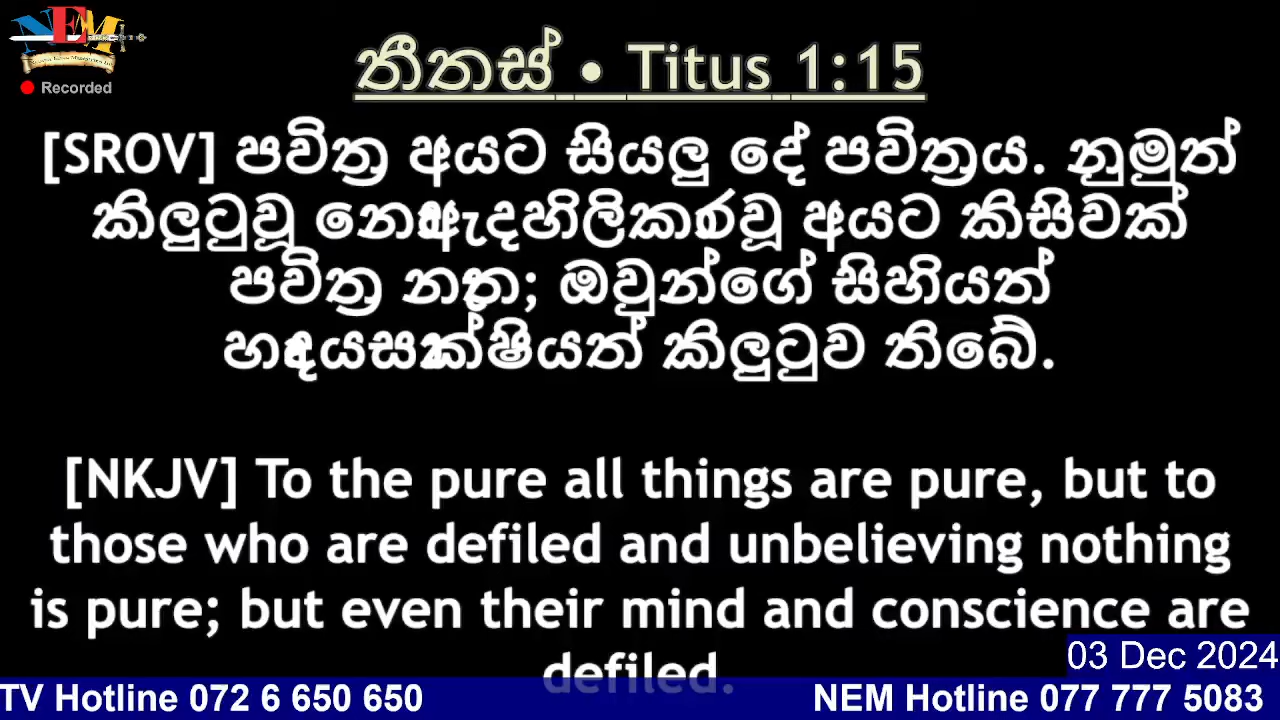 NEM
Recorded
තීතස් • Titus 1:15
[SROV] පවිත්‍ර අයට සියලු දේ පවිත්‍රය. නුමුත්
කිලුටුවූ නොඇදහිලිකාරවූ අයට කිසිවක්
පවිත්‍ර නැත; ඔවුන්ගේ සිහියත්
හෘදයසාක්ෂියත් කිලුටුව තිබේ.
[NKJV] To the pure all things are pure, but to
those who are defiled and unbelieving nothing
is pure; but even their mind and conscience are
defiled.
03 Dec 2024
TV Hotline 072 6 650 650 NEM Hotline 077 777 5083